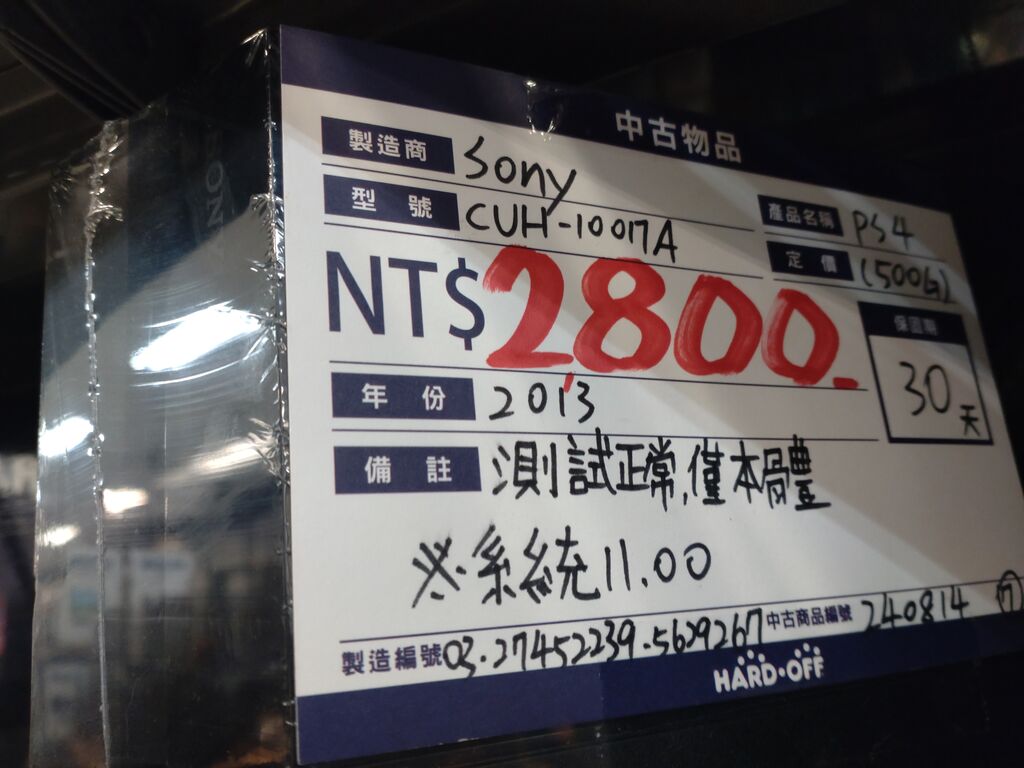 中古物品
製造商 Sony
型號 CUH-10017A
產品名稱 PS4
定價 (500G)
NT$2800.
保固期
30天
年份 2013
備註 測試正常,僅本體
※系統11.00
製造編號 03-27452239-5629267 中古商品編號 240814 ⑦
HARD・OFF